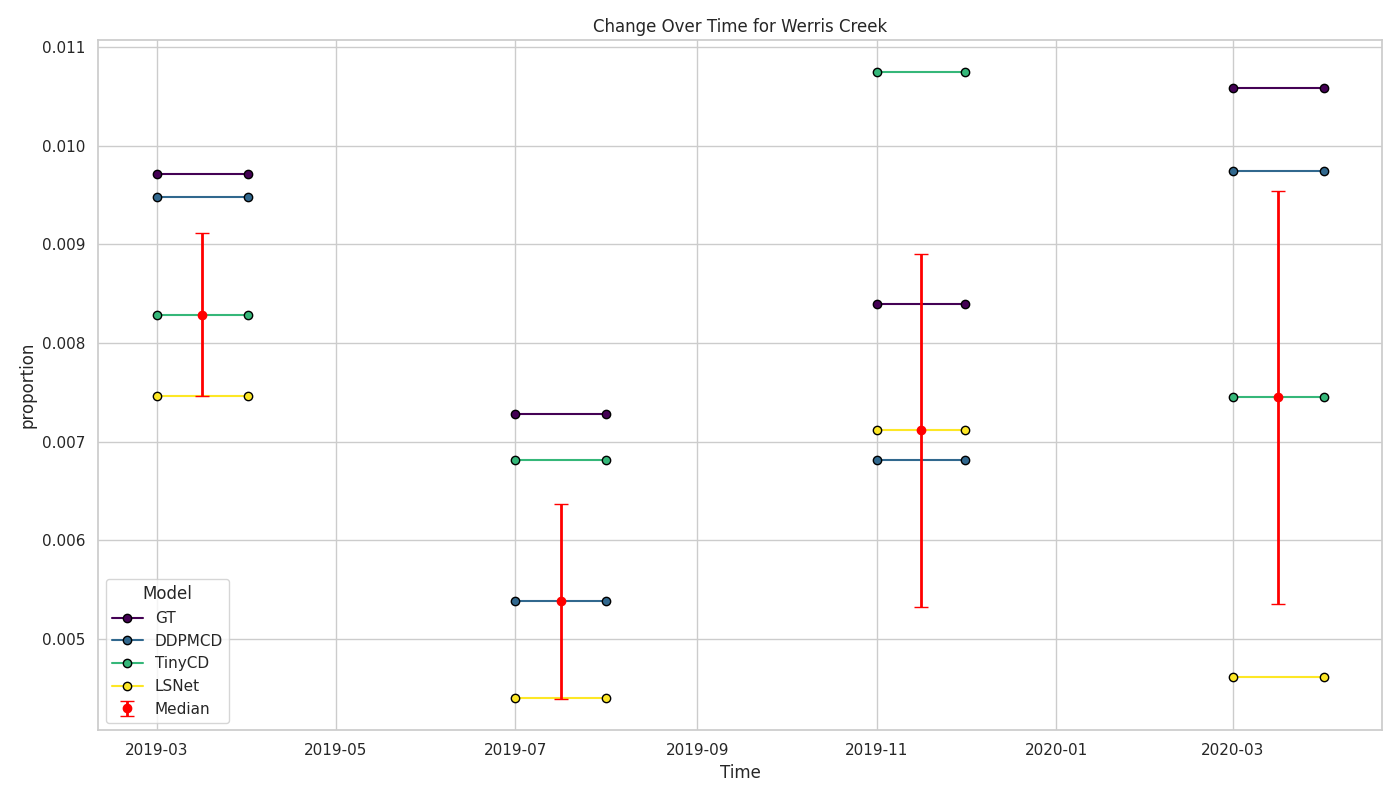 Change Over Time for Werris Creek
0.011
0.010
0.009
0.008
0.007
0.006
0.005
proportion
Model
GT
DDPMCD
TinyCD
LSNet
Median
2019-03
2019-05
2019-07
2019-09
2019-11
2020-01
2020-03
Time